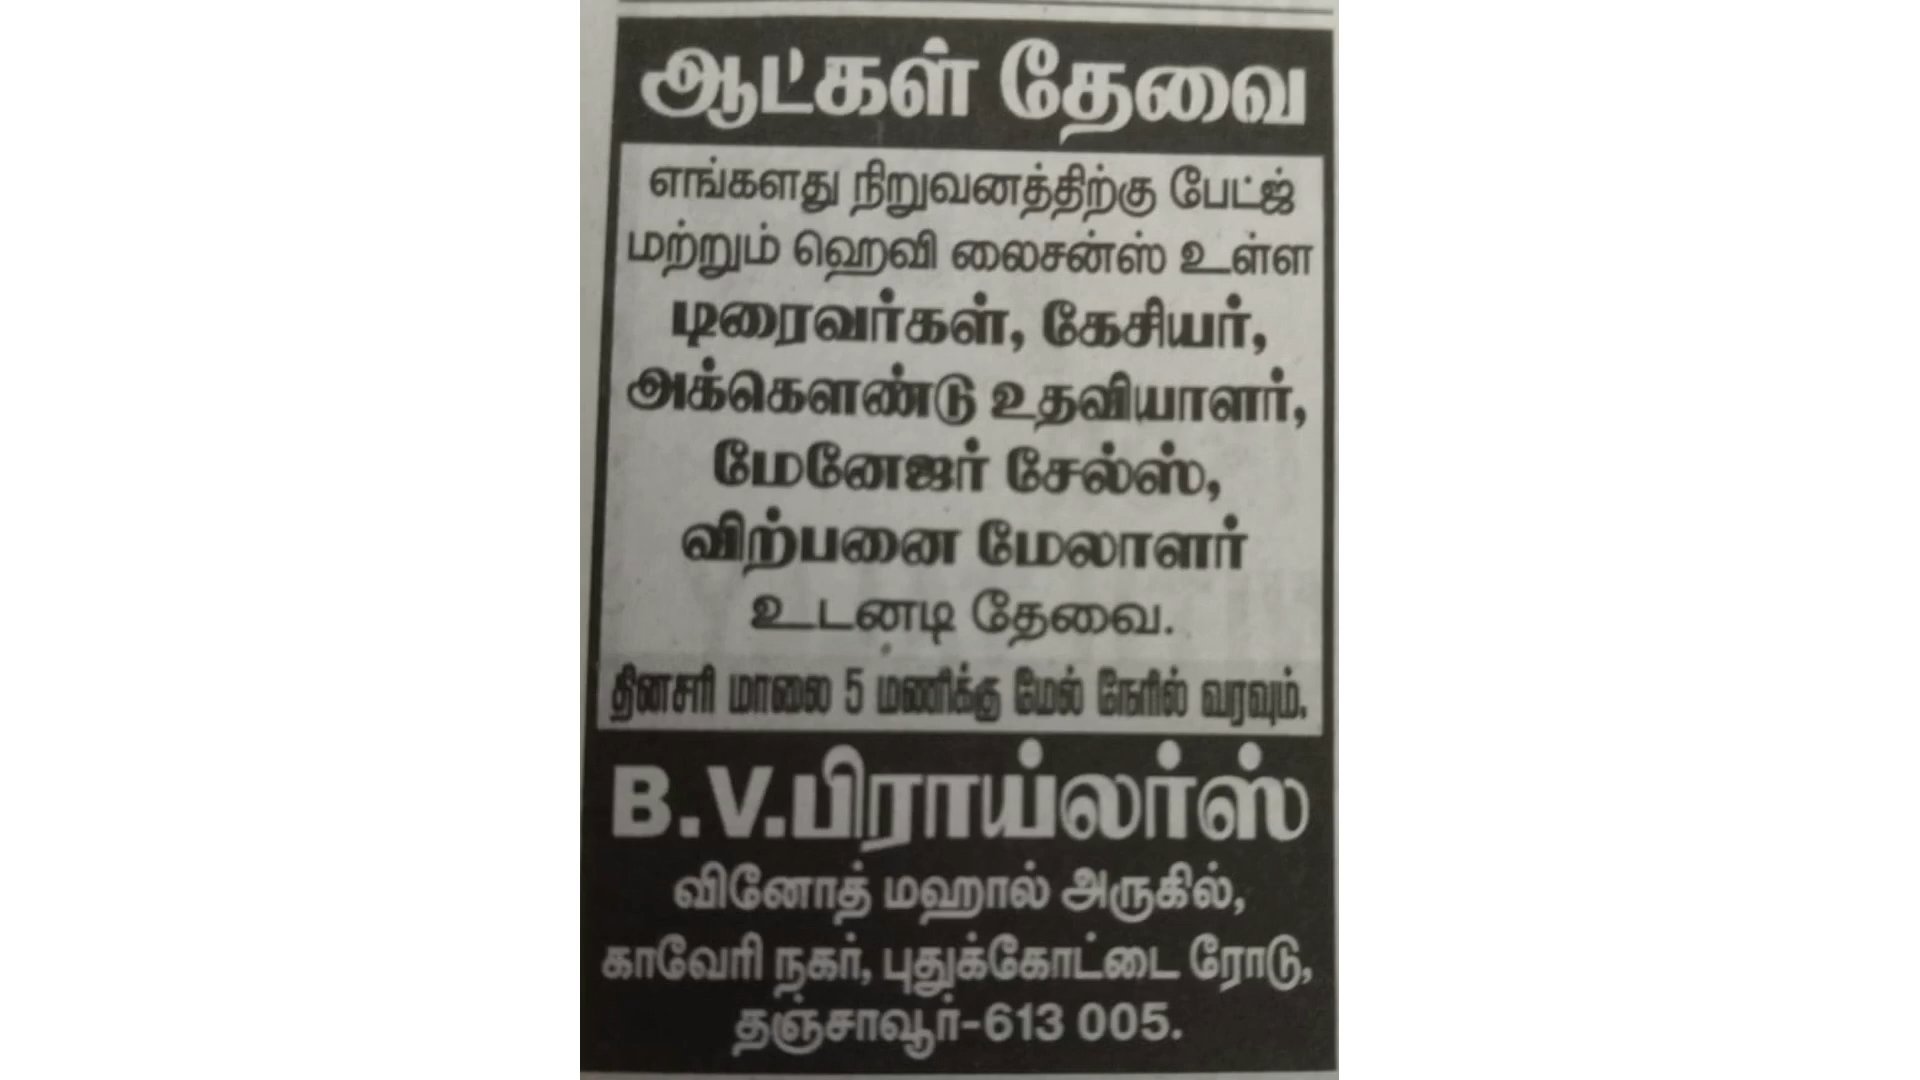 ஆட்கள் தேவை
எங்களது நிறுவனத்திற்கு பேட்ஜ்
மற்றும் ஹெவி லைசன்ஸ் உள்ள
டிரைவர்கள், கேசியர்,
அக்கௌண்டு உதவியாளர்,
மேனேஜர் சேல்ஸ்,
விற்பனை மேலாளர்
உடனடி தேவை.
தினசரி மாலை 5 மணிக்கு மேல் நேரில் வரவும்.
B.V.பிராய்லர்ஸ்
வினோத் மஹால் அருகில்,
காவேரி நகர், புதுக்கோட்டை ரோடு,
தஞ்சாவூர்-613 005.